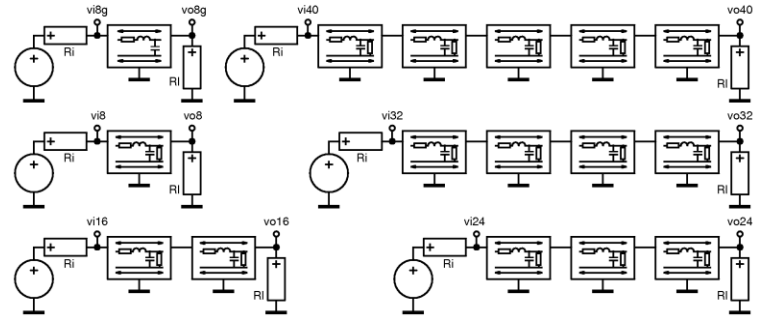 vi8g vo8g vi40 vo40
Ri Rl Ri Rl
vi8 vo8 vi32 vo32
Ri Rl Ri Rl
vi16 vo16 vi24 vo24
Ri Rl Ri Rl